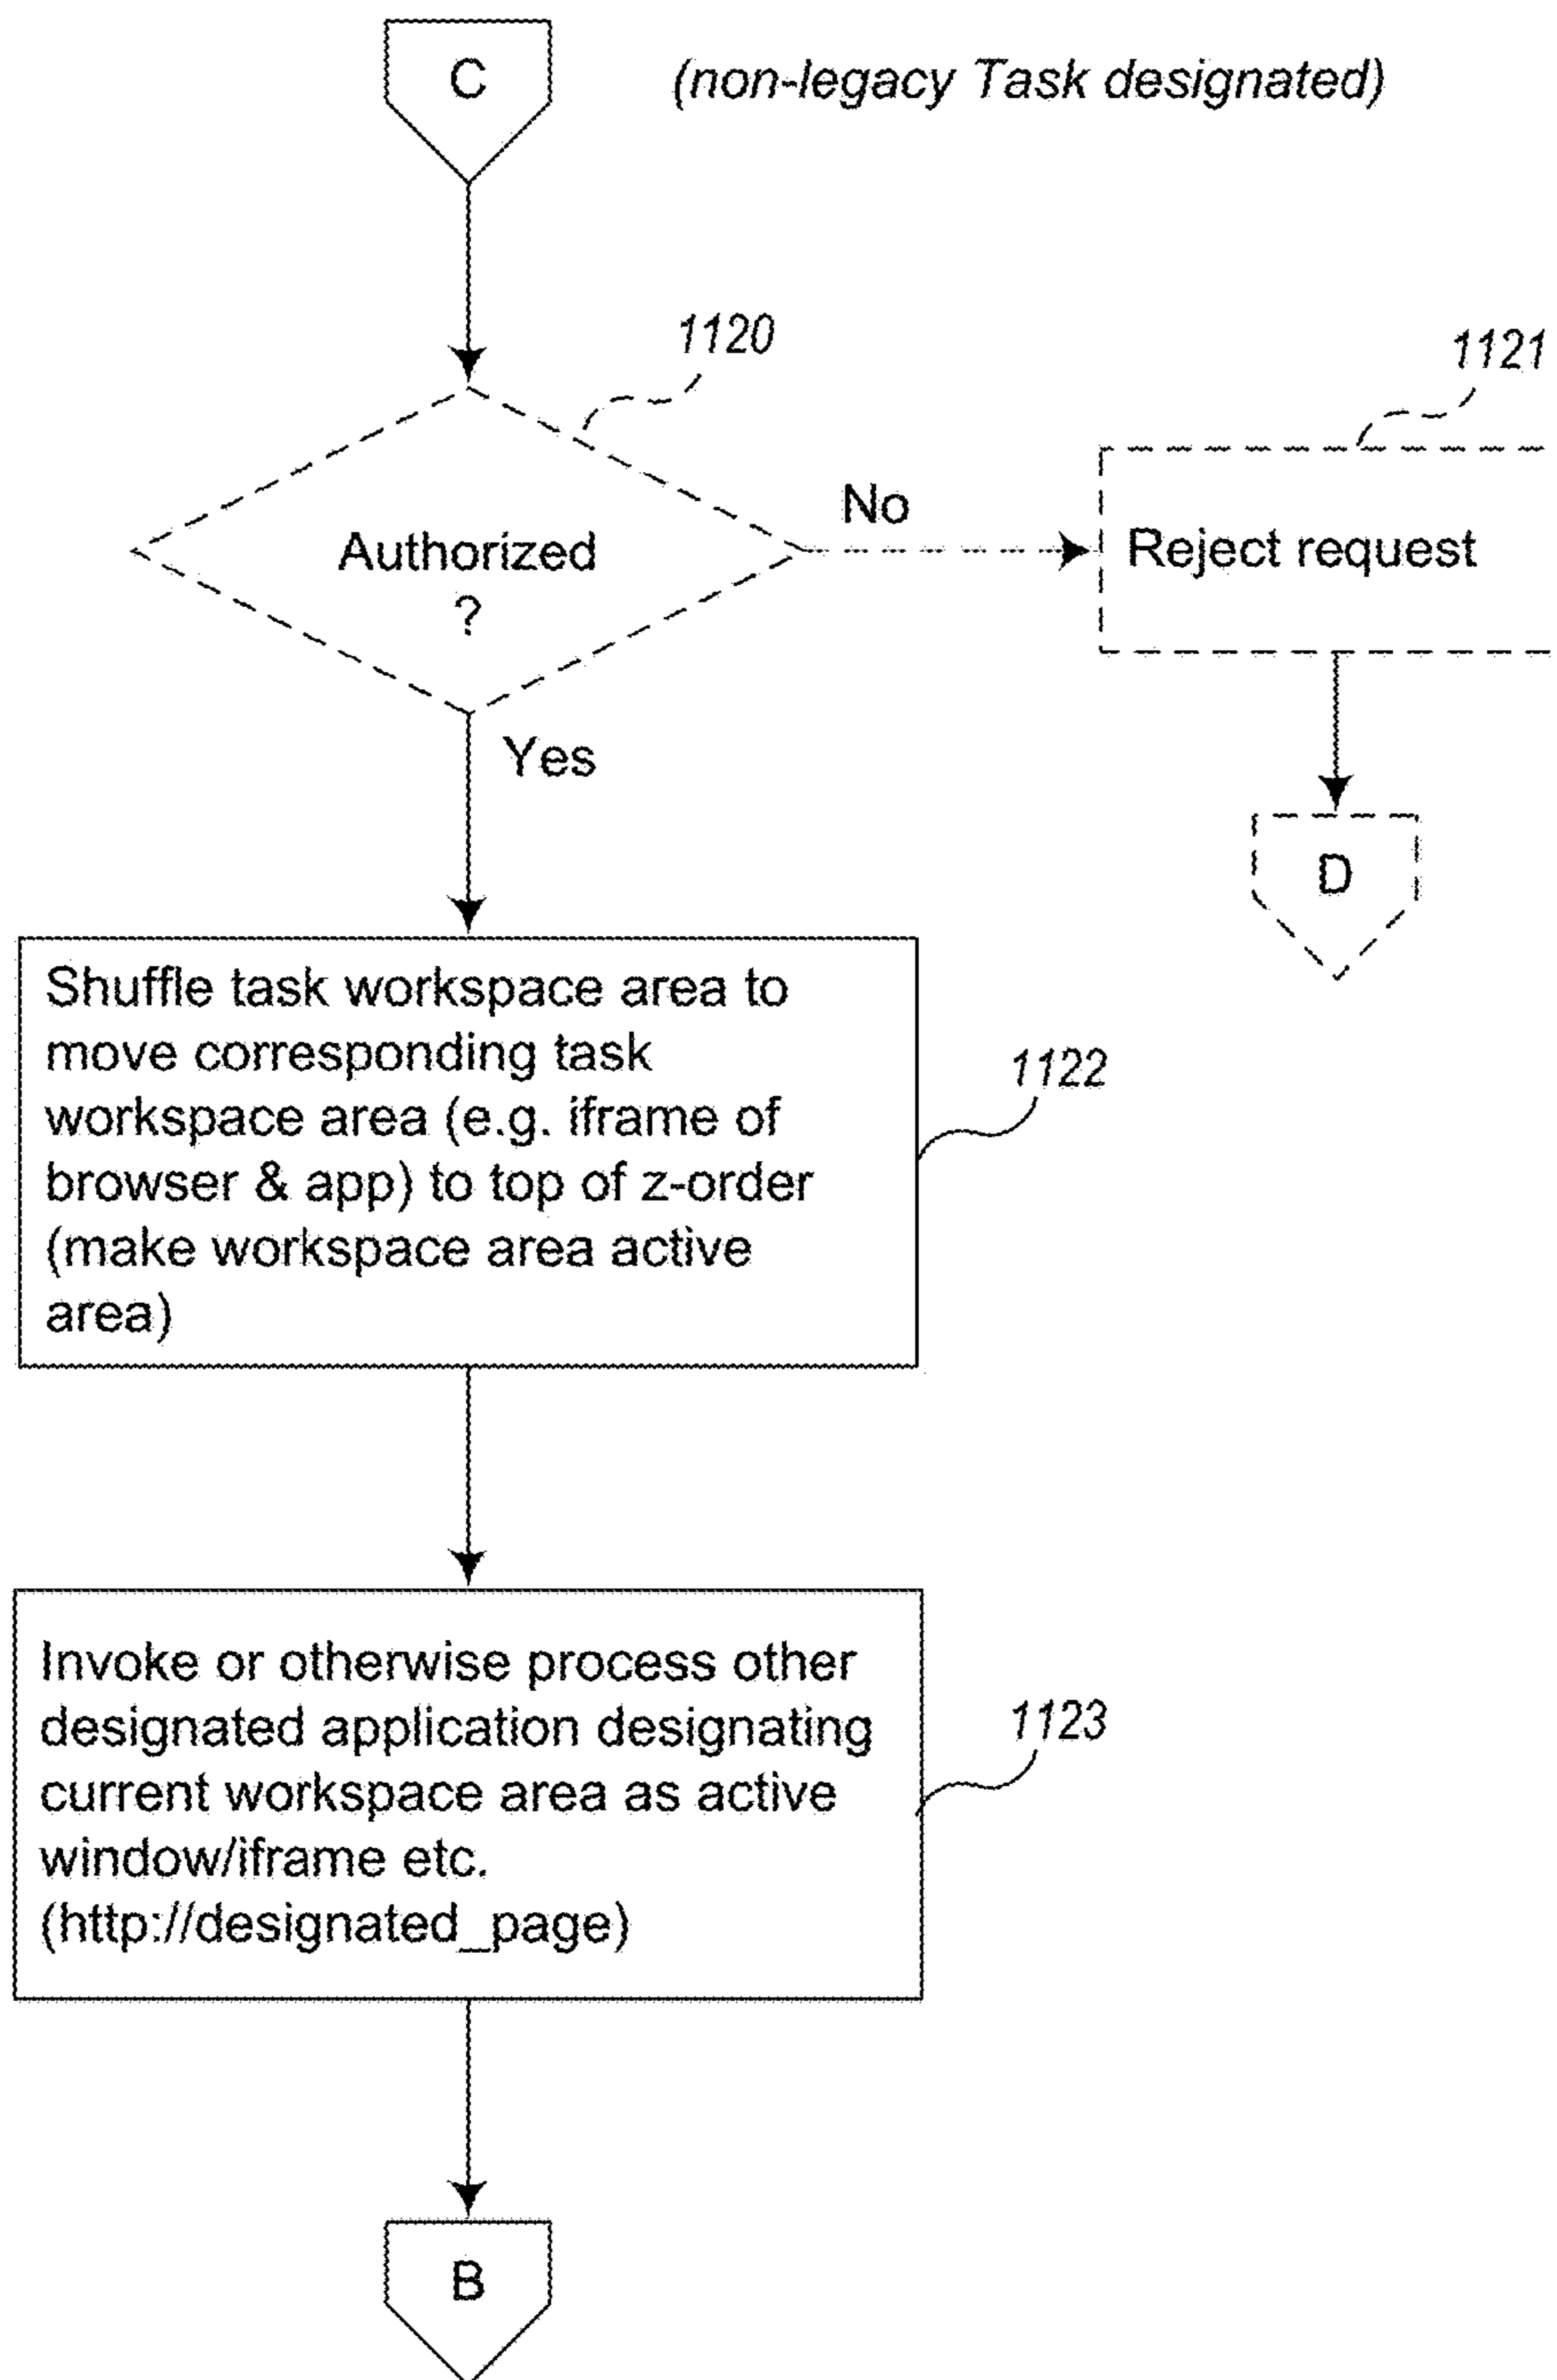 C
(non-legacy Task designated)
1120
1121
No
Authorized
?
Reject request
Yes
D
Shuffle task workspace area to
move corresponding task
workspace area (e.g. iframe of
browser & app) to top of z-order
(make workspace area active
area)
1122
Invoke or otherwise process other
designated application designating
current workspace area as active
window/iframe etc.
(http://designated_page)
1123
B